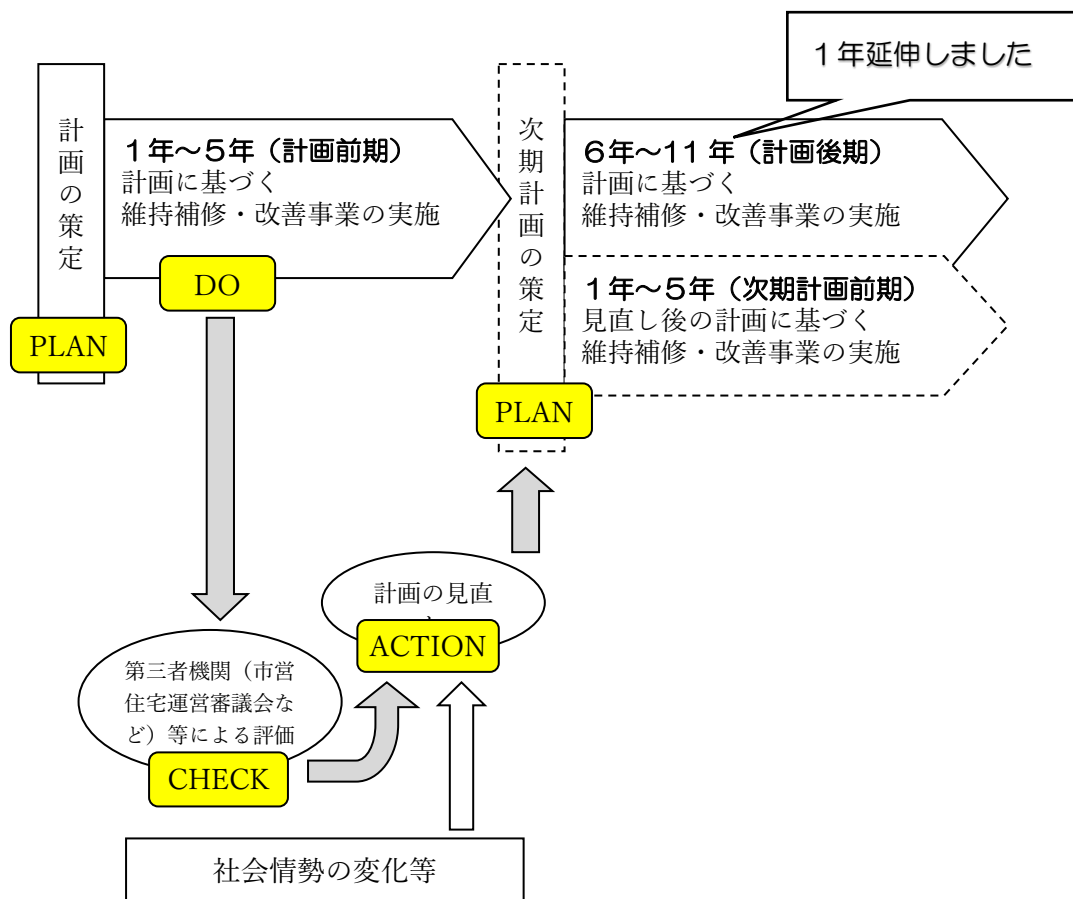 1年延伸しました
計画の策定
1年～5年（計画前期）
計画に基づく
維持補修・改善事業の実施
DO
PLAN
次期計画の策定
6年～11年（計画後期）
計画に基づく
維持補修・改善事業の実施
1年～5年（次期計画前期）
見直し後の計画に基づく
維持補修・改善事業の実施
PLAN
計画の見直
ACTION
第三者機関（市営
住宅運営審議会な
ど）等による評価
CHECK
社会情勢の変化等